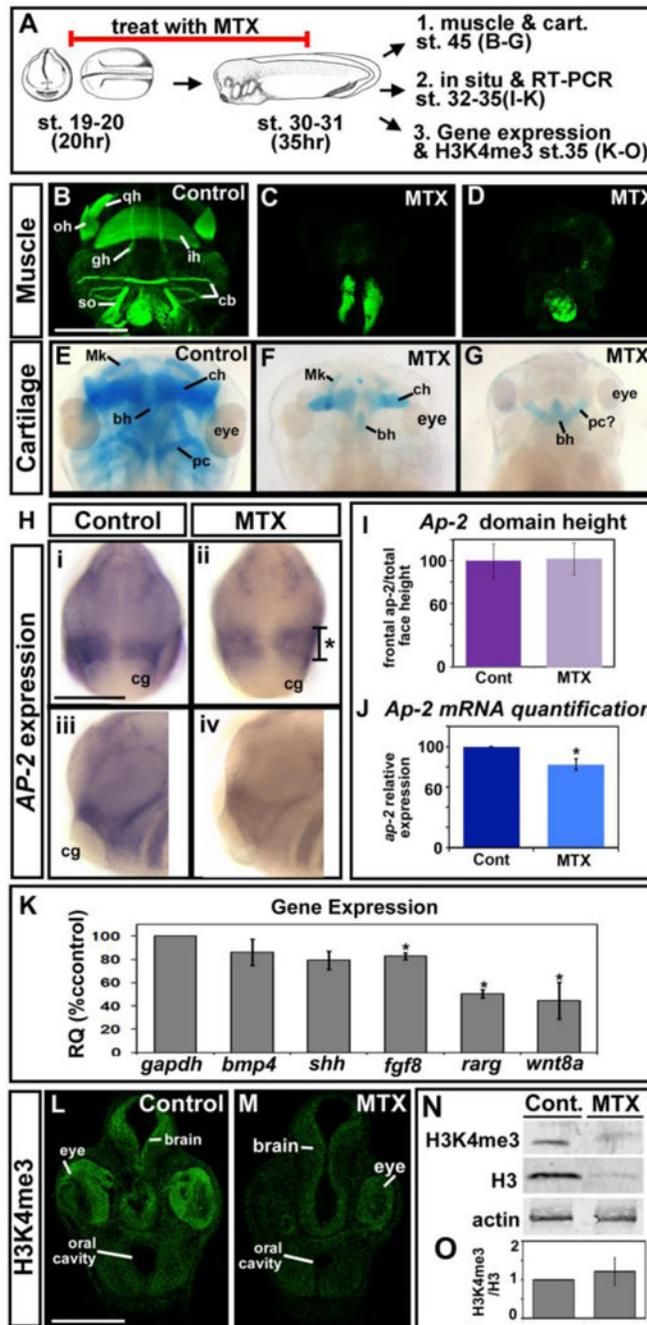 A
treat with MTX
st. 19-20
(20hr)
st. 30-31
(35hr)
1. muscle & cart.
st. 45 (B-G)
2. in situ & RT-PCR
st. 32-35(I-K)
3. Gene expression
& H3K4me3 st.35 (K-O)
Muscle
B Control
qh
oh
gh
ih
so
cb
C MTX
D MTX
Cartilage
E Control
Mk
ch
bh
eye
pc
F MTX
Mk
ch
eye
bh
G MTX
eye
pc?
bh
H Control MTX
AP-2 expression
i
cg
ii
*
cg
iii
cg
iv
I Ap-2 domain height
frontal ap-2/total
face height
100
60
0
Cont MTX
J Ap-2 mRNA quantification
ap-2 relative
expression
100
60
0
*
Cont MTX
K Gene Expression
RQ (%ccontrol)
100
80
60
40
20
0
* * *
gapdh bmp4 shh fgf8 rarg wnt8a
H3K4me3
L Control
brain
eye
oral
cavity
M MTX
brain
eye
oral
cavity
N Cont. MTX
H3K4me3
H3
actin
O
H3K4me3
/H3
2
1
0